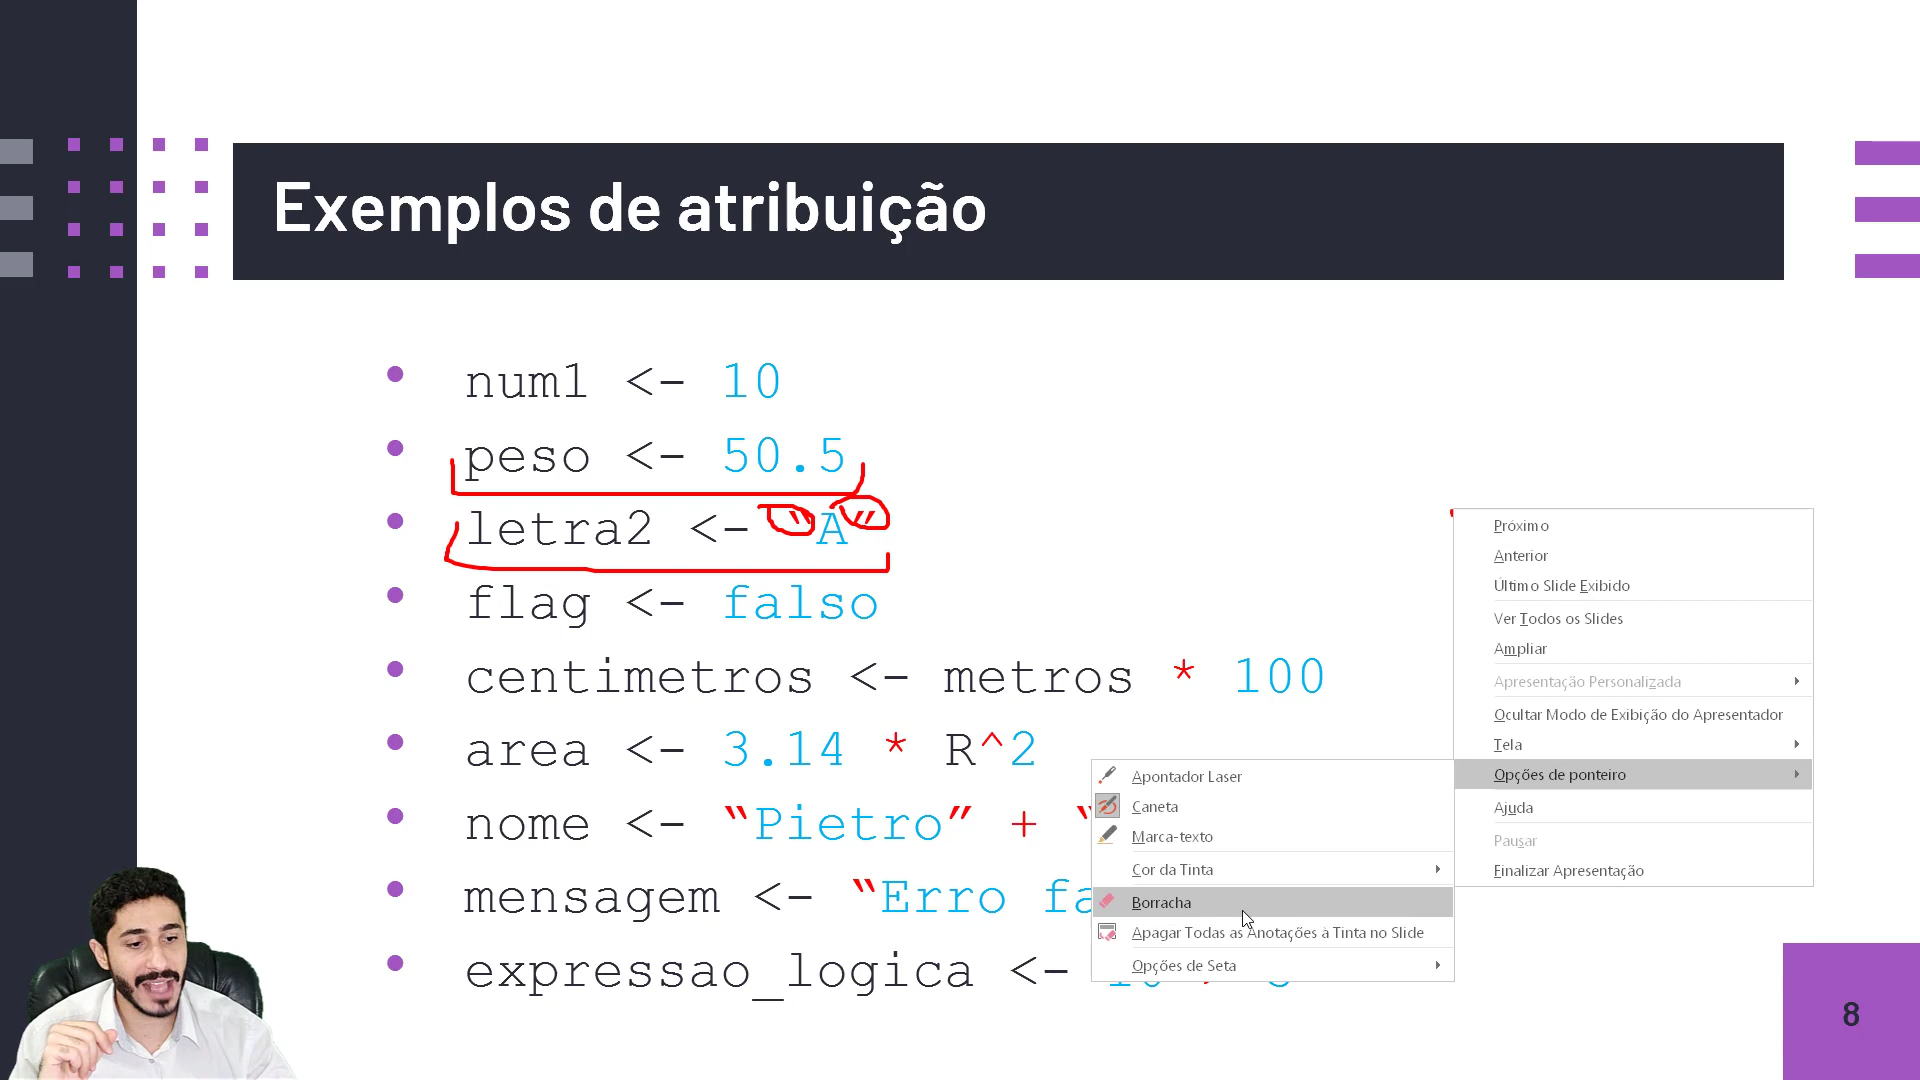 Exemplos de atribuição
num1 <- 10
peso <- 50.5
letra2 <- “A”
flag <- falso
centimetros <- metros * 100
area <- 3.14 * R^2
nome <- “Pietro” + “
mensagem <- “Erro fa
expressao_logica <-
Próximo
Anterior
Último Slide Exibido
Ver Todos os Slides
Ampliar
Apresentação Personalizada
Ocultar Modo de Exibição do Apresentador
Tela
Opções de ponteiro
Ajuda
Pausar
Finalizar Apresentação
Apontador Laser
Caneta
Marca-texto
Cor da Tinta
Borracha
Apagar Todas as Anotações à Tinta no Slide
Opções de Seta
8